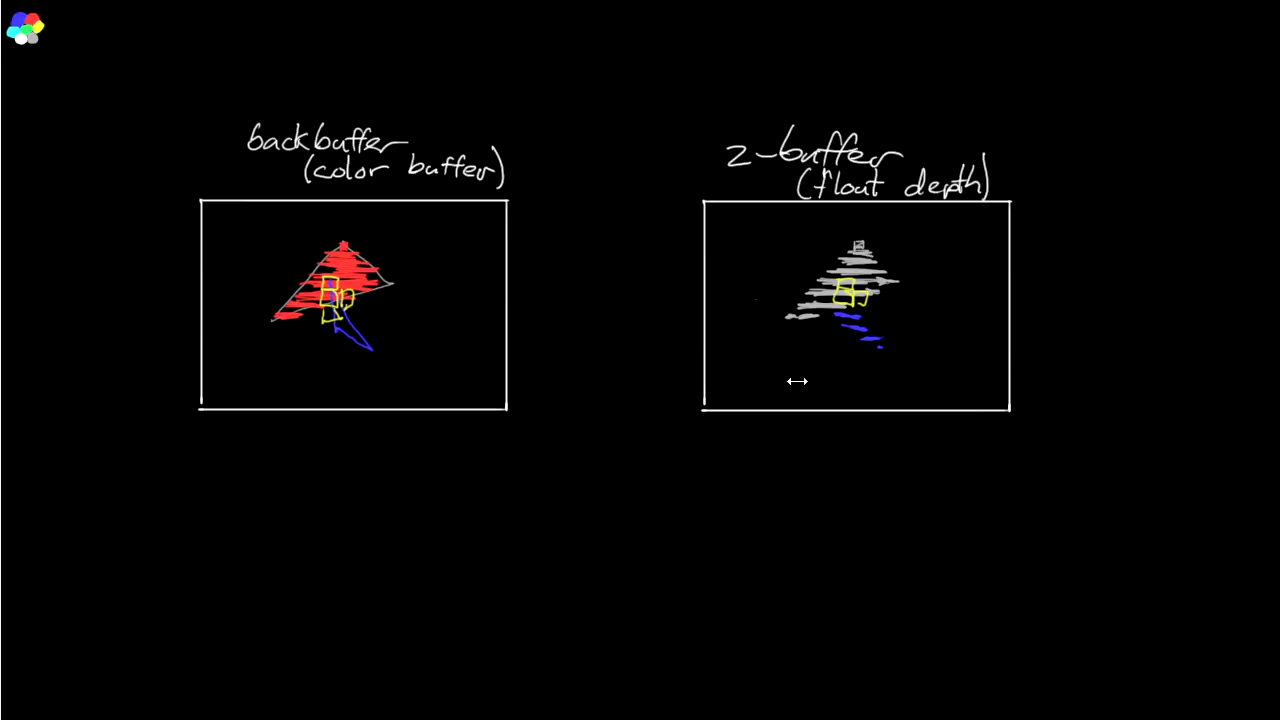 backbuffer
(color buffer)
z-buffer
(float depth)